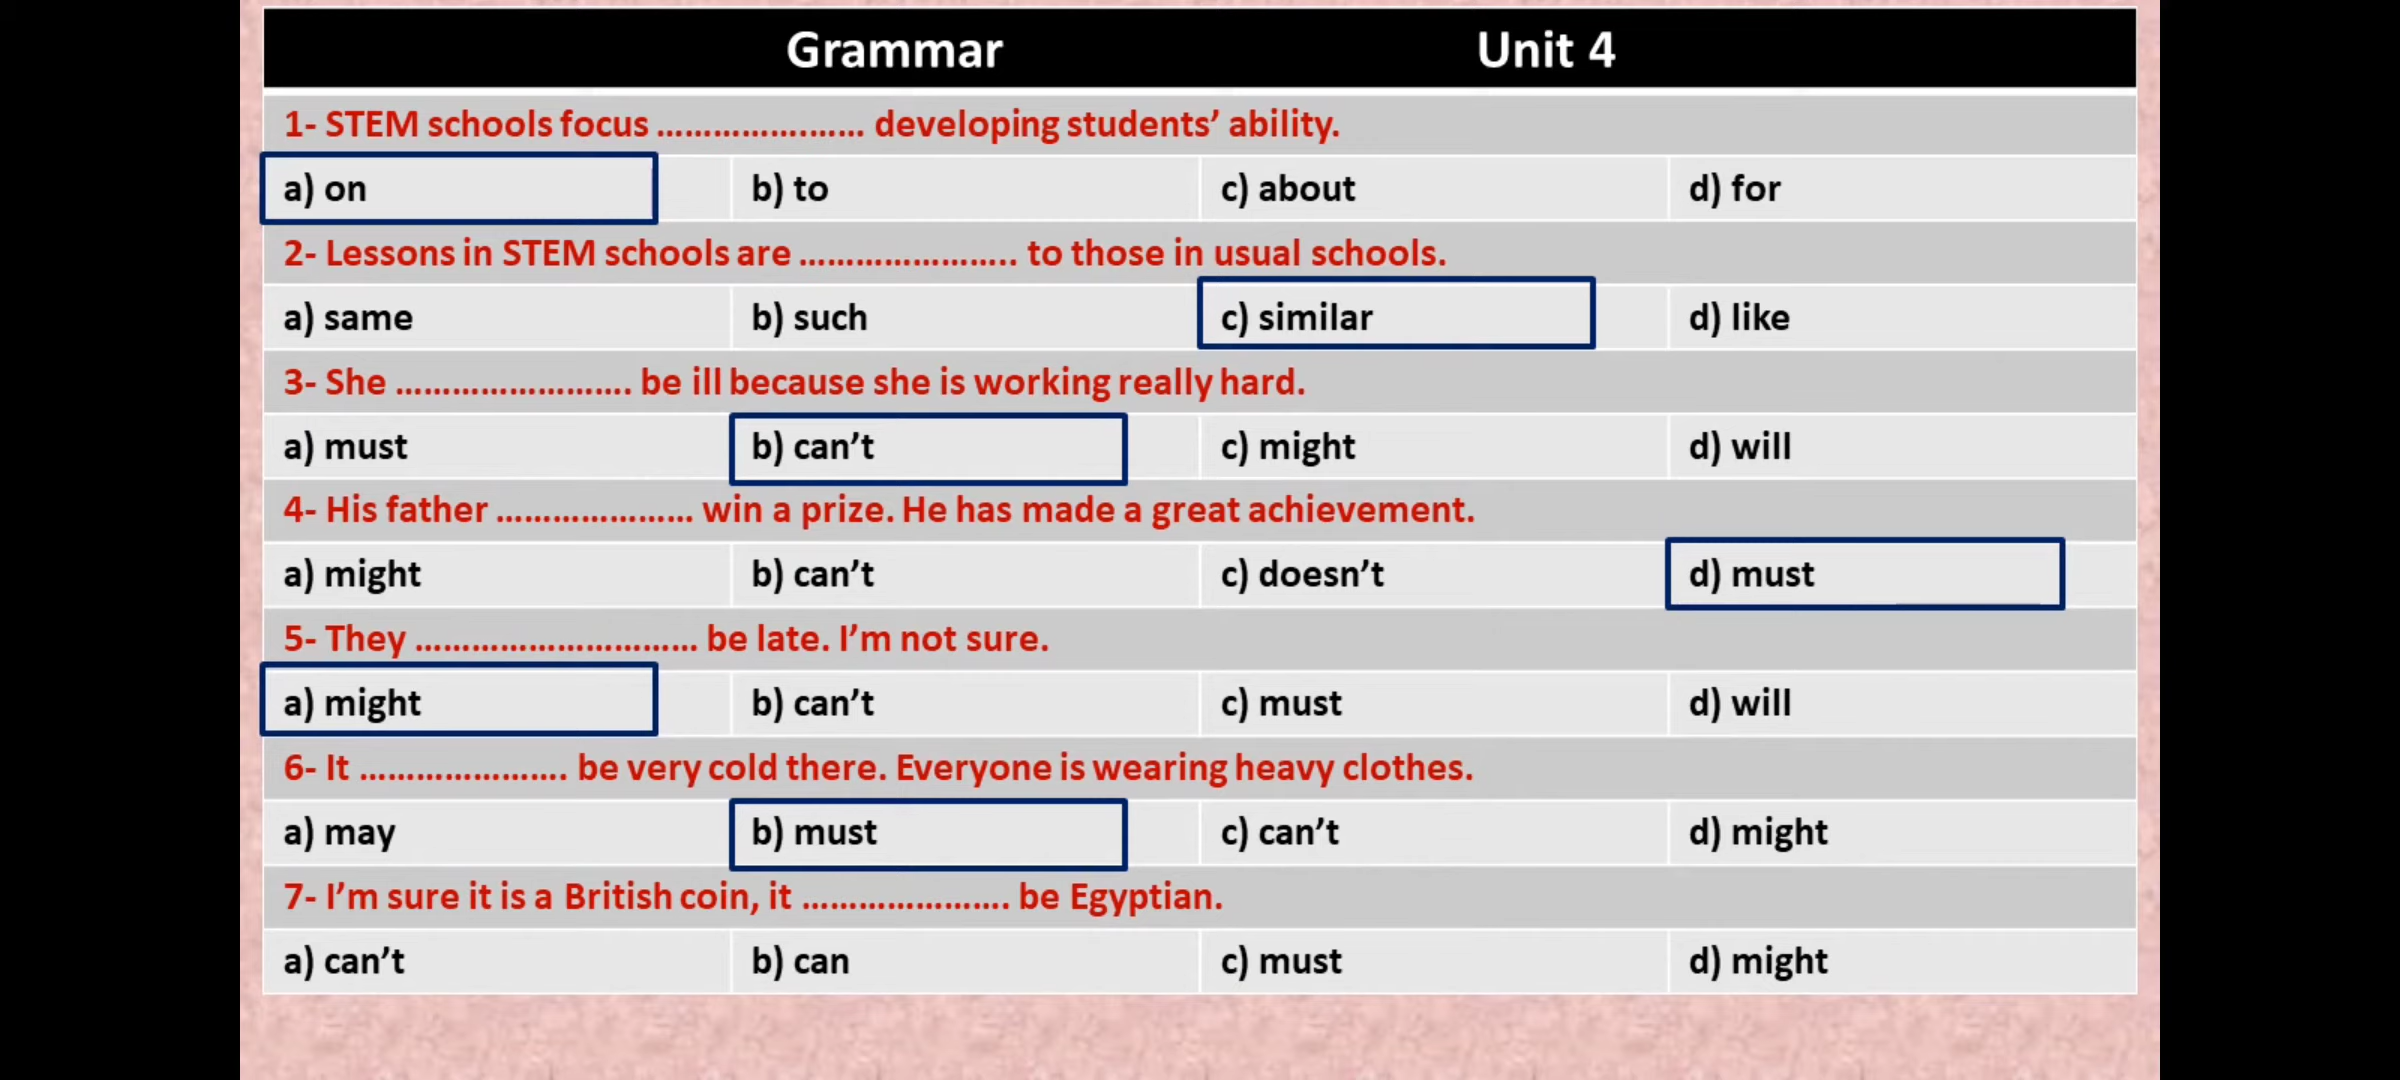 Grammar Unit 4
1- STEM schools focus ………………… developing students’ ability.
a) on b) to c) about d) for
2- Lessons in STEM schools are ………………….. to those in usual schools.
a) same b) such c) similar d) like
3- She ……………………. be ill because she is working really hard.
a) must b) can’t c) might d) will
4- His father ………………… win a prize. He has made a great achievement.
a) might b) can’t c) doesn’t d) must
5- They ………………………… be late. I’m not sure.
a) might b) can’t c) must d) will
6- It …………………. be very cold there. Everyone is wearing heavy clothes.
a) may b) must c) can’t d) might
7- I’m sure it is a British coin, it …………………. be Egyptian.
a) can’t b) can c) must d) might